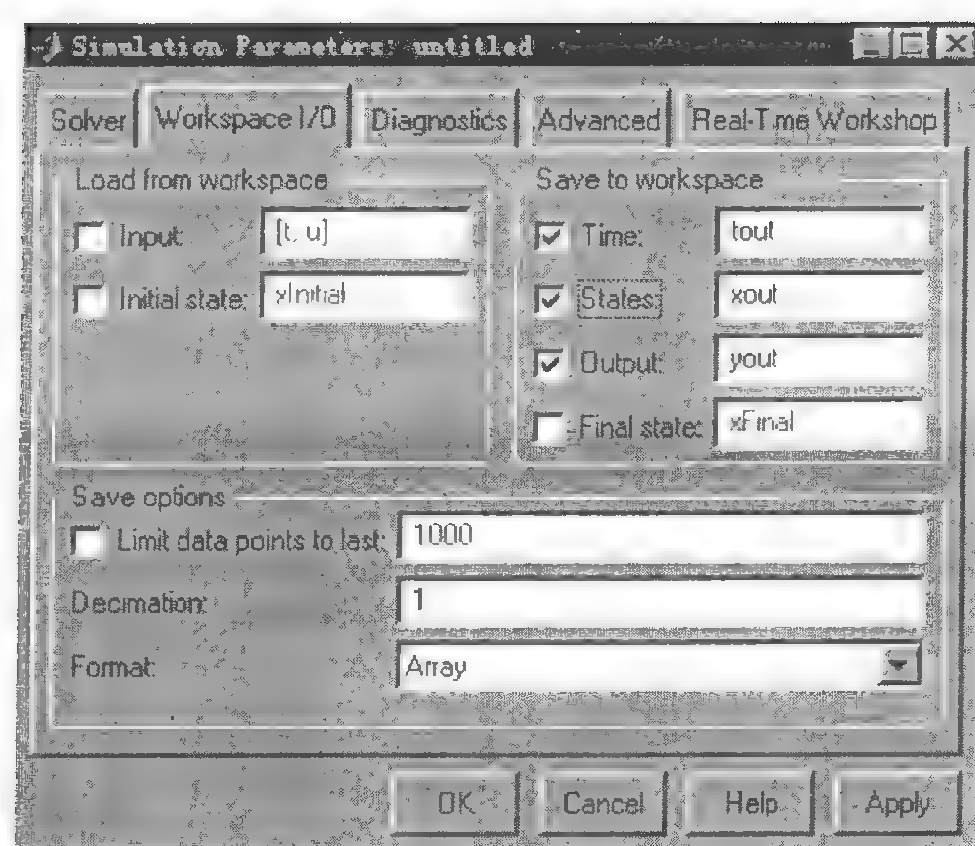 Simulation Parameters: untitled
Solver Workspace I/O Diagnostics Advanced Real-Time Workshop
Load from workspace
Input: [t, u]
Initial state: xInitial
Save to workspace
Time: tout
States: xout
Output: yout
Final state: xFinal
Save options
Limit data points to last: 1000
Decimation: 1
Format: Array
OK Cancel Help Apply